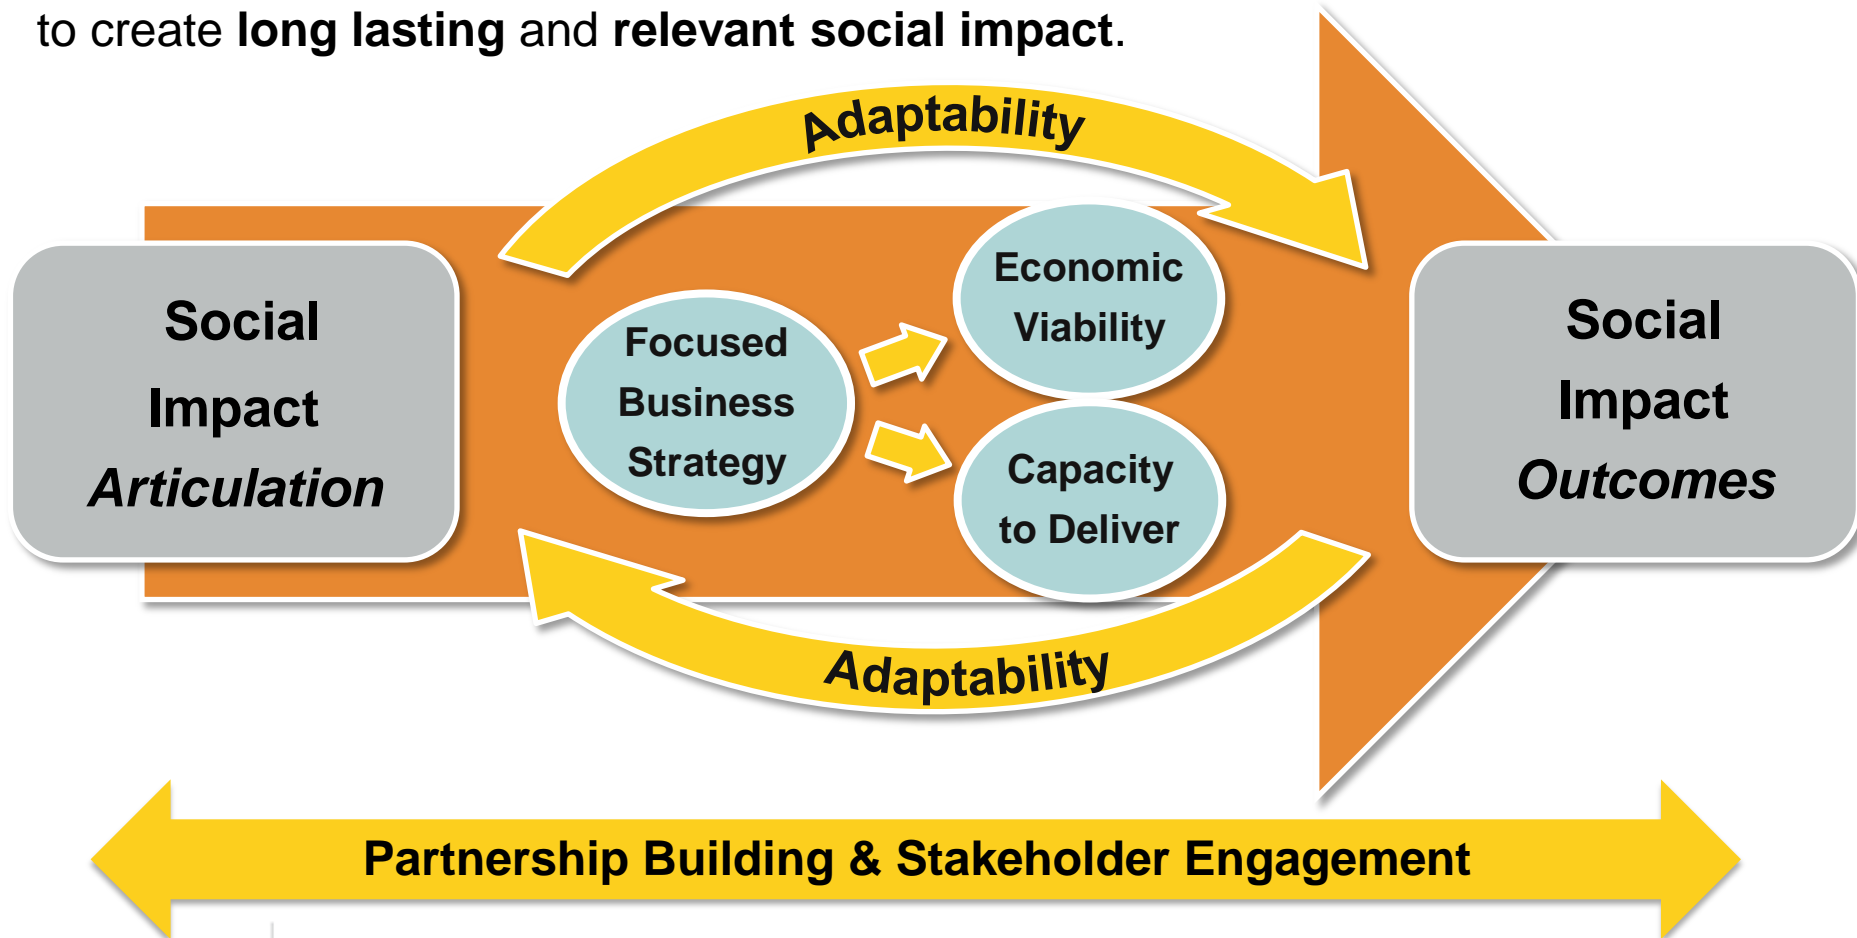 to create long lasting and relevant social impact.
Adaptability
Social
Impact
Articulation
Focused
Business
Strategy
Economic
Viability
Capacity
to Deliver
Social
Impact
Outcomes
Adaptability
Partnership Building & Stakeholder Engagement